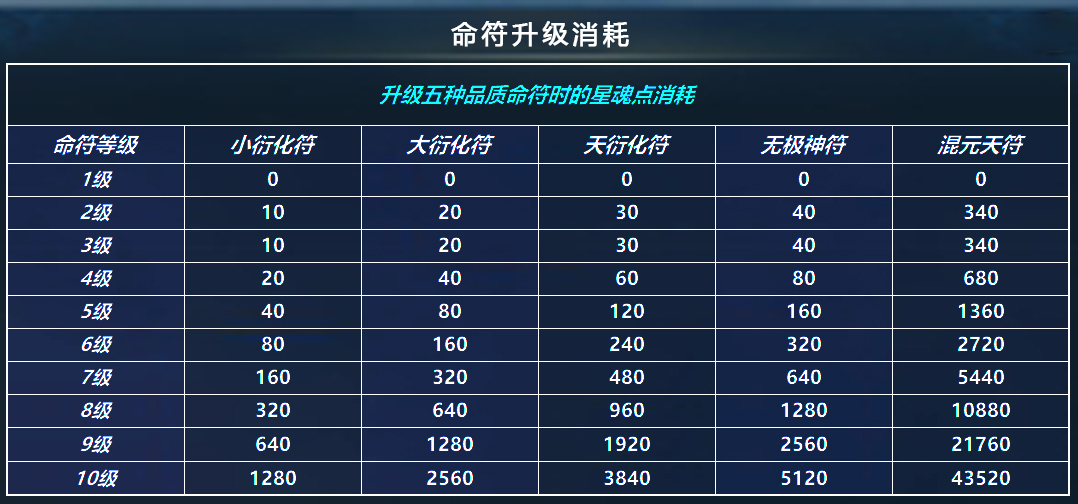 命符升级消耗
升级五种品质命符时的星魂点消耗
命符等级 小衍化符 大衍化符 天衍化符 无极神符 混元天符
1级 0 0 0 0 0
2级 10 20 30 40 340
3级 10 20 30 40 340
4级 20 40 60 80 680
5级 40 80 120 160 1360
6级 80 160 240 320 2720
7级 160 320 480 640 5440
8级 320 640 960 1280 10880
9级 640 1280 1920 2560 21760
10级 1280 2560 3840 5120 43520